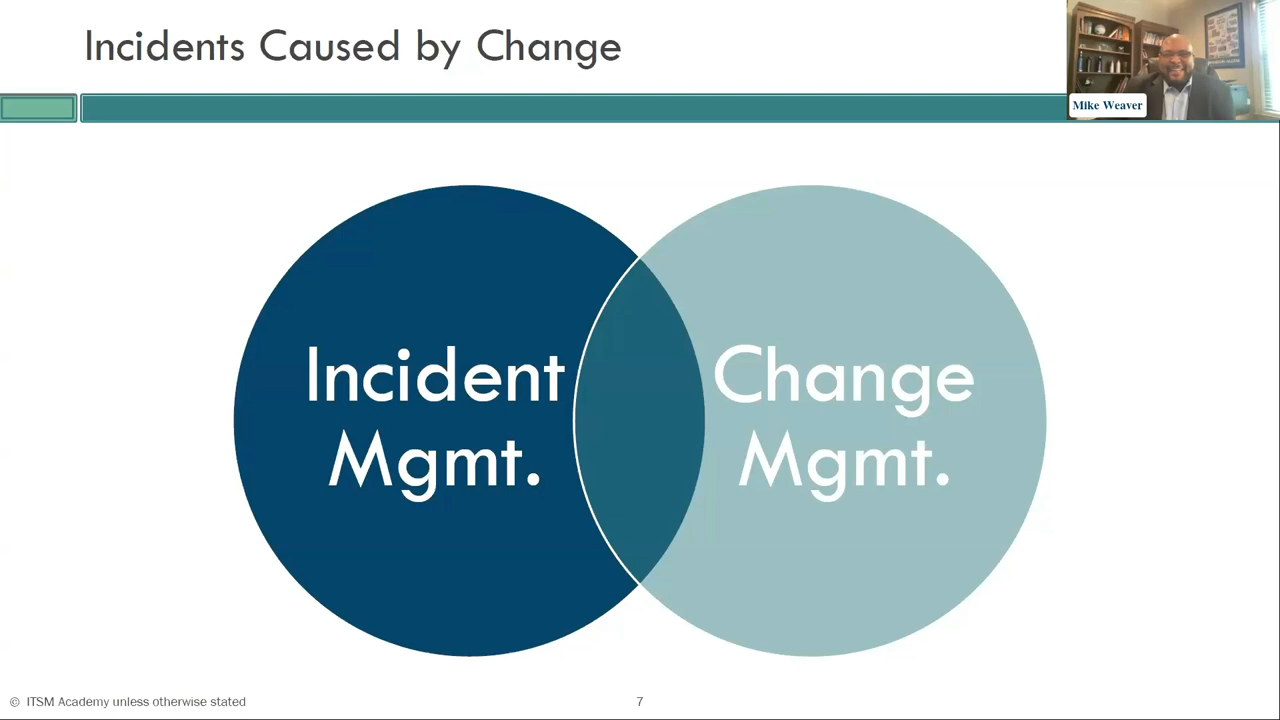 Incidents Caused by Change
Mike Weaver
Incident
Mgmt.
Change
Mgmt.
© ITSM Academy unless otherwise stated
7